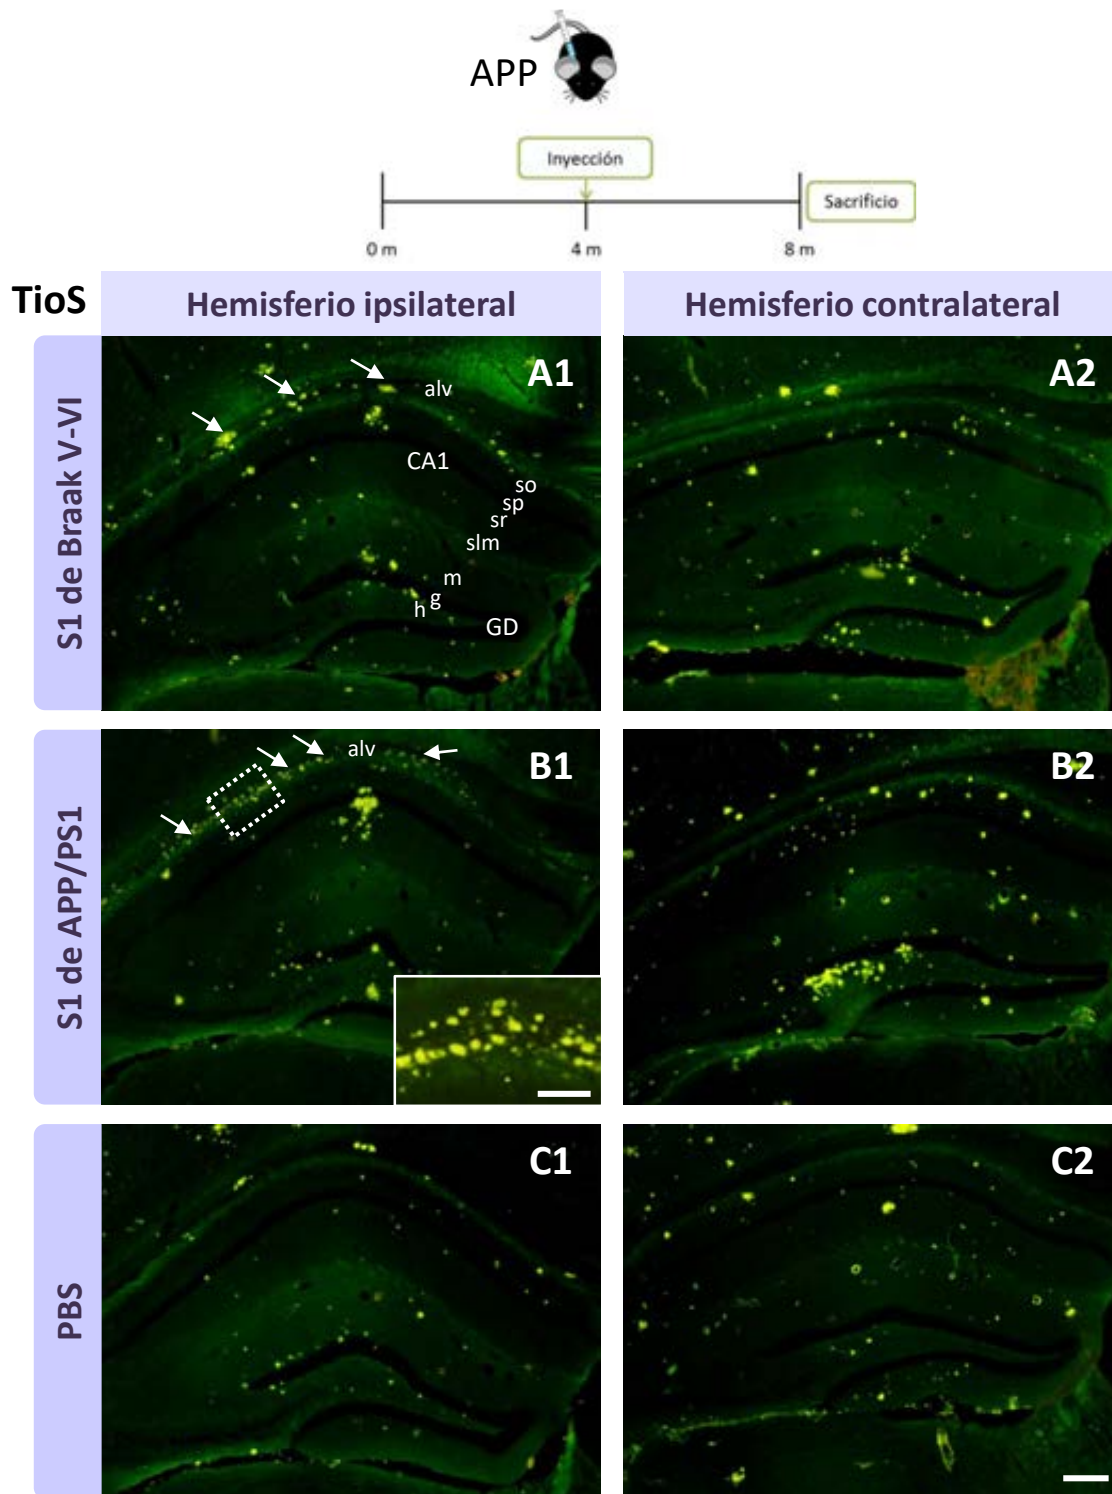 APP
Inyección
Sacrificio
0 m
4 m
8 m
TioS
Hemisferio ipsilateral
Hemisferio contralateral
S1 de Braak V-VI
A1
alv
CA1
so
sp
sr
slm
m
g
h
GD
A2
S1 de APP/PS1
alv
B1
B2
PBS
C1
C2